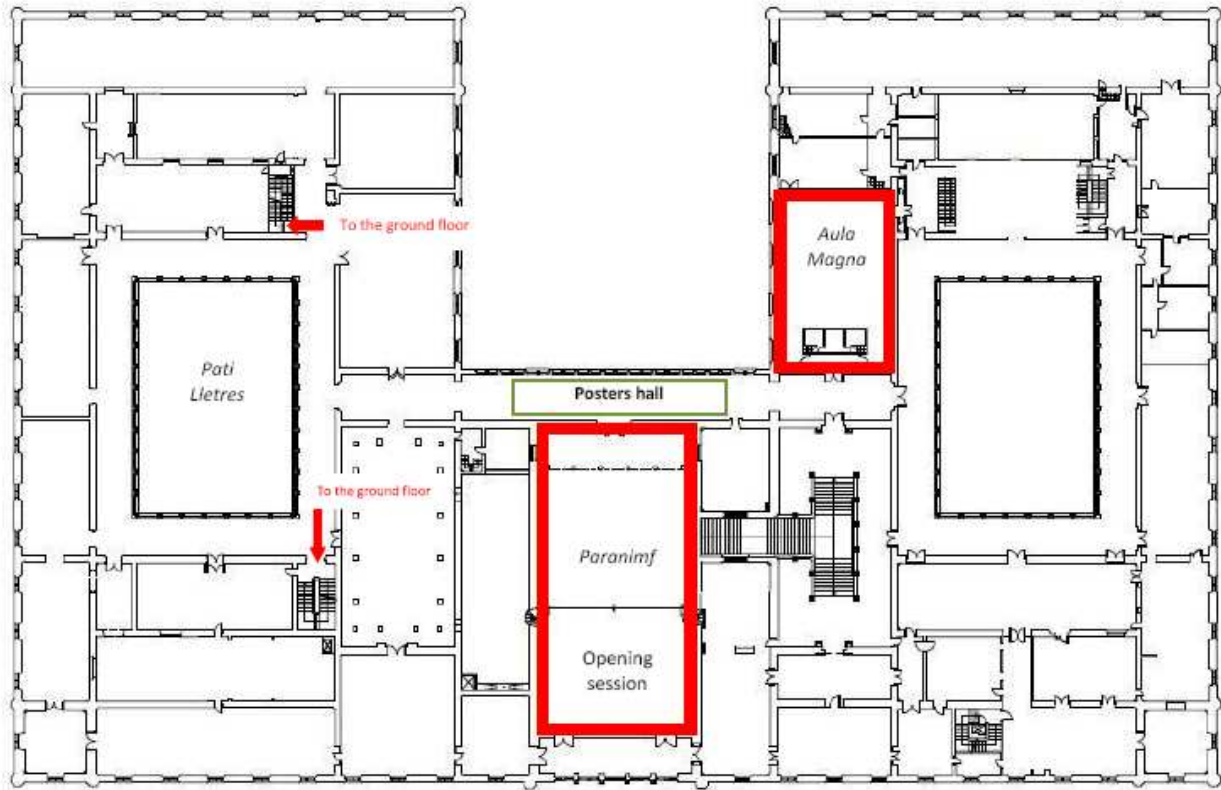 To the ground floor
Aula
Magna
Pati
Lletres
Posters hall
To the ground floor
Paranimf
Opening
session